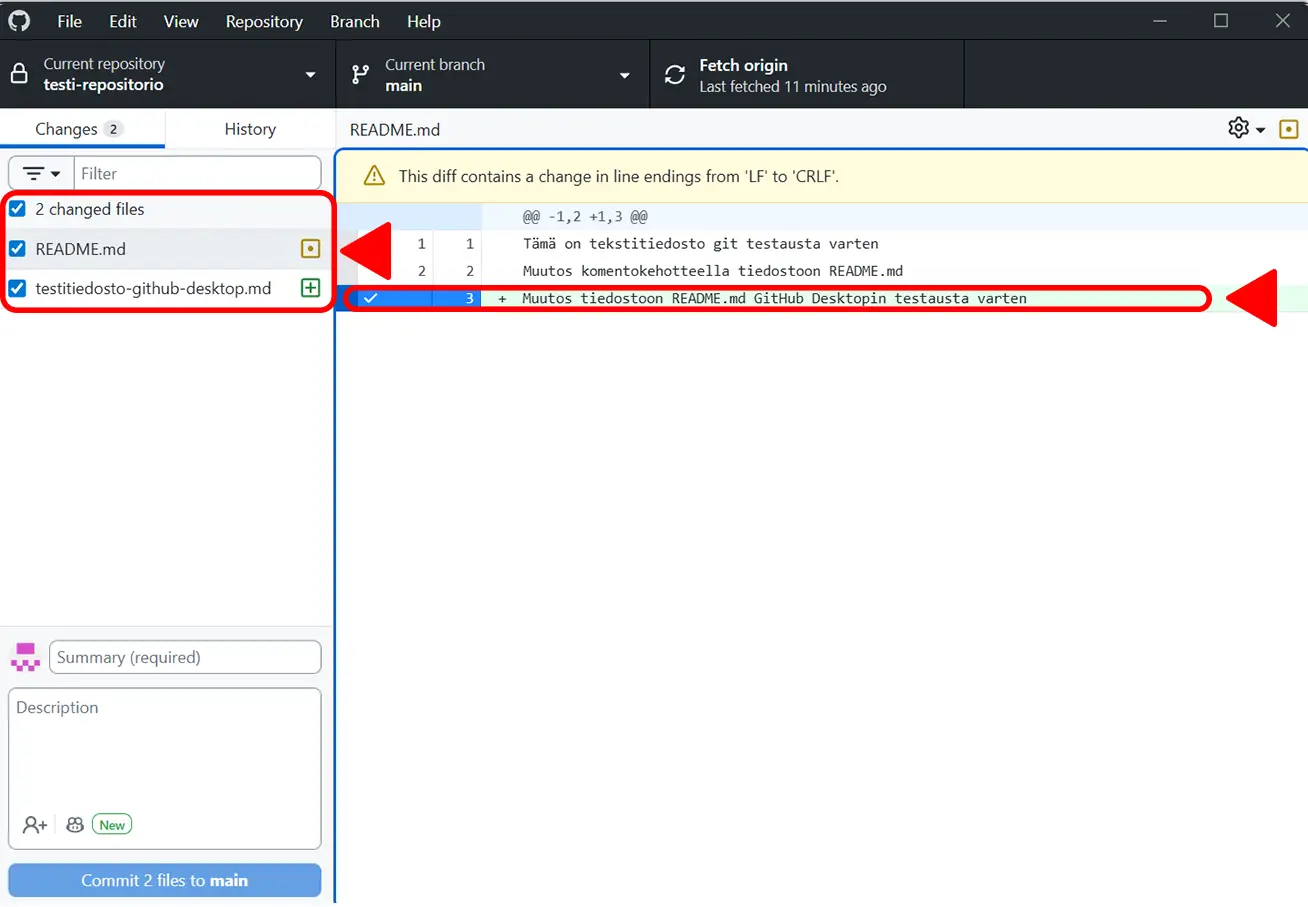 File Edit View Repository Branch Help
Current repository
testi-repositorio
Current branch
main
Fetch origin
Last fetched 11 minutes ago
Changes 2
History
README.md
Filter
2 changed files
README.md
testitiedosto-github-desktop.md
This diff contains a change in line endings from 'LF' to 'CRLF'.
@@ -1,2 +1,3 @@
1 1 Tämä on tekstitiedosto git testausta varten
2 2 Muutos komentokehotteella tiedostoon README.md
3 + Muutos tiedostoon README.md GitHub Desktopin testausta varten
Summary (required)
Description
New
Commit 2 files to main